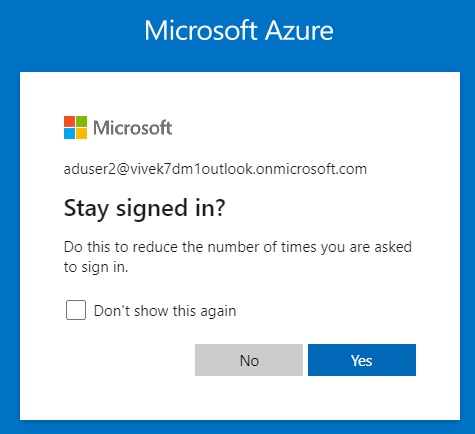 Microsoft Azure
Microsoft
aduser2@vivek7dm1outlook.onmicrosoft.com
Stay signed in?
Do this to reduce the number of times you are asked
to sign in.
Don't show this again
No
Yes